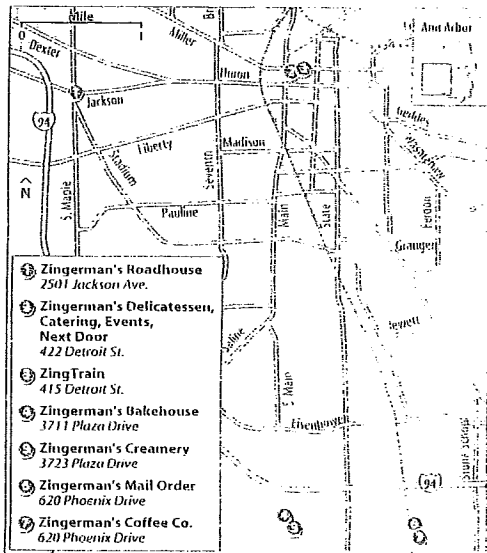 Mile
0
Dexter
Miller
Ann Arbor
Huron
Jackson
94
Geddes
Liberty
Madison
Stadium
Seventh
N
S. Maple
Pauline
Main
State
Ferdon
Granger
Zingerman's Roadhouse
2501 Jackson Ave.
Zingerman's Delicatessen,
Catering, Events,
Next Door
422 Detroit St.
ZingTrain
415 Detroit St.
Zingerman's Bakehouse
3711 Plaza Drive
Zingerman's Creamery
3723 Plaza Drive
Zingerman's Mail Order
620 Phoenix Drive
Zingerman's Coffee Co.
620 Phoenix Drive
Saline
S. Main
Eisenhower
94